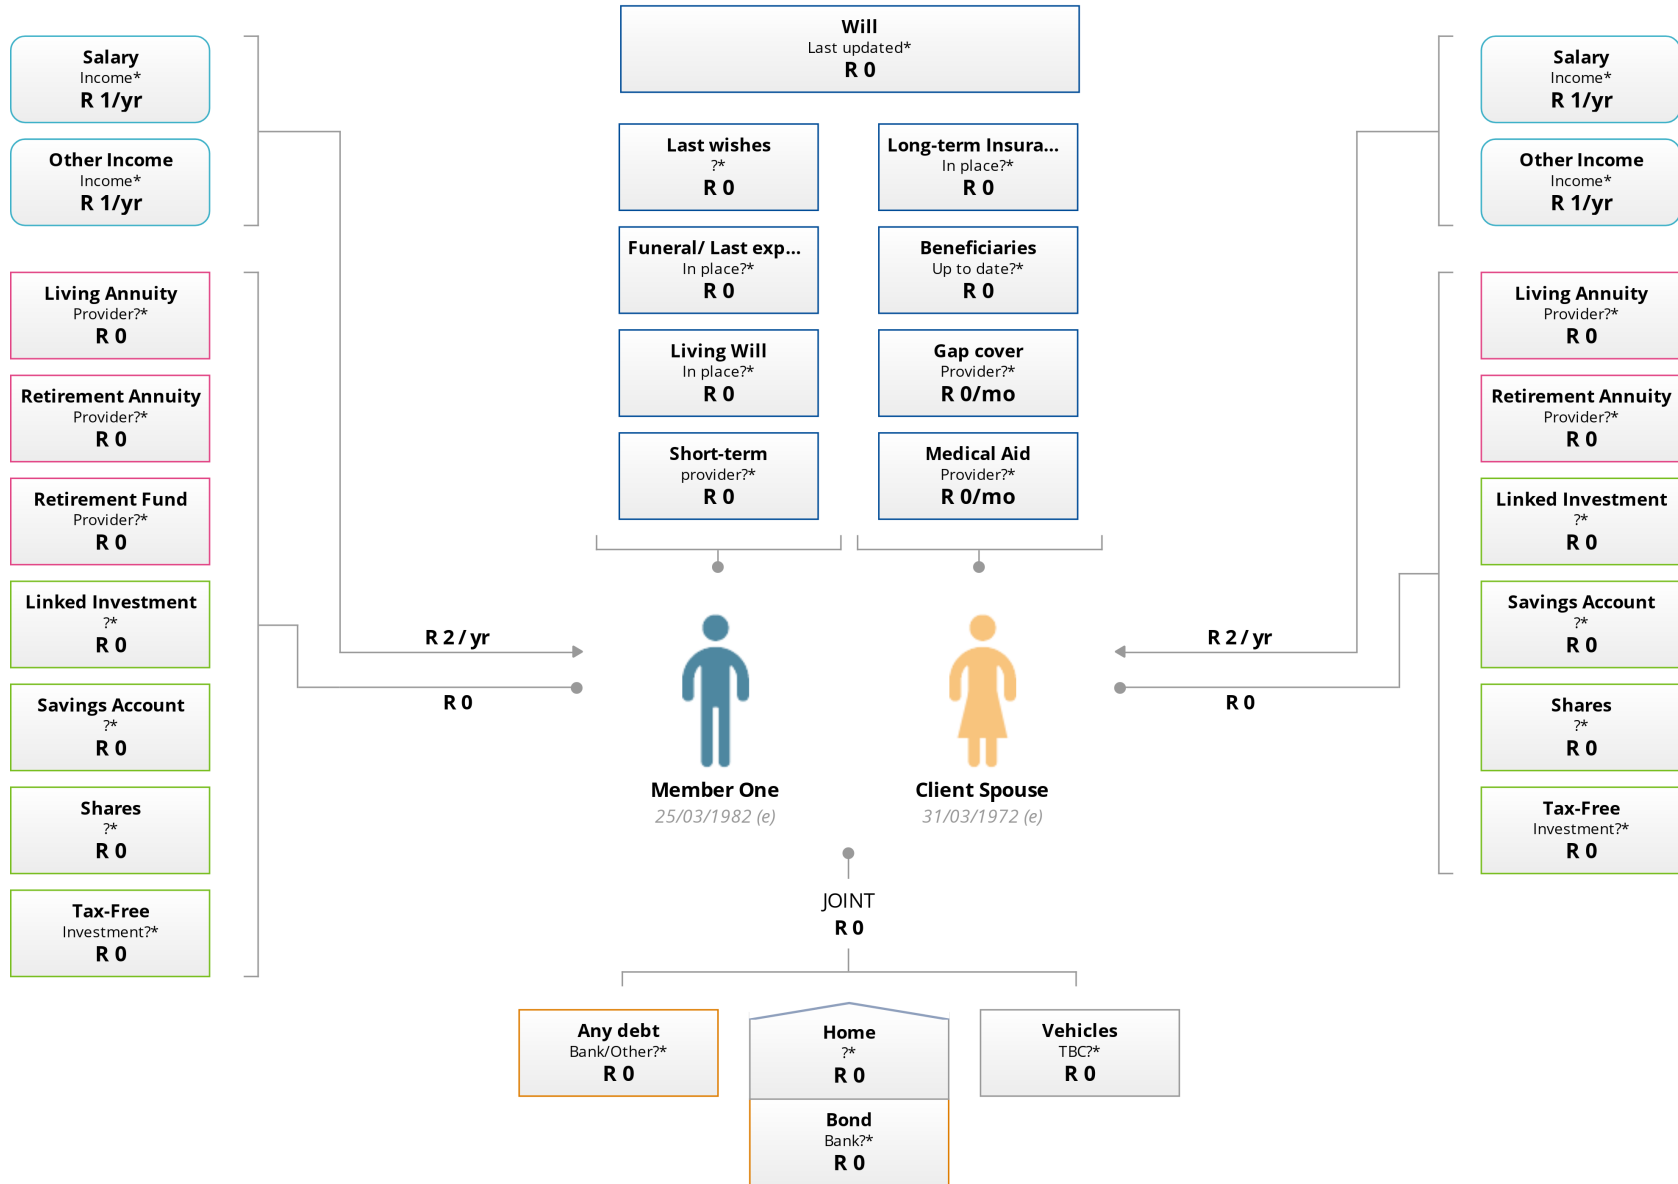 Will
Last updated*
R 0
Salary
Income*
R 1/yr
Other Income
Income*
R 1/yr
Living Annuity
Provider?*
R 0
Retirement Annuity
Provider?*
R 0
Retirement Fund
Provider?*
R 0
Linked Investment
?*
R 0
Savings Account
?*
R 0
Shares
?*
R 0
Tax-Free
Investment?*
R 0
Last wishes
?*
R 0
Funeral/ Last exp...
In place?*
R 0
Living Will
In place?*
R 0
Short-term
provider?*
R 0
Long-term Insura...
In place?*
R 0
Beneficiaries
Up to date?*
R 0
Gap cover
Provider?*
R 0/mo
Medical Aid
Provider?*
R 0/mo
Salary
Income*
R 1/yr
Other Income
Income*
R 1/yr
Living Annuity
Provider?*
R 0
Retirement Annuity
Provider?*
R 0
Linked Investment
?*
R 0
Savings Account
?*
R 0
Shares
?*
R 0
Tax-Free
Investment?*
R 0
R 2 / yr
R 0
R 2 / yr
R 0
Member One
25/03/1982 (e)
Client Spouse
31/03/1972 (e)
JOINT
R 0
Any debt
Bank/Other?*
R 0
Home
?*
R 0
Bond
Bank?*
R 0
Vehicles
TBC?*
R 0